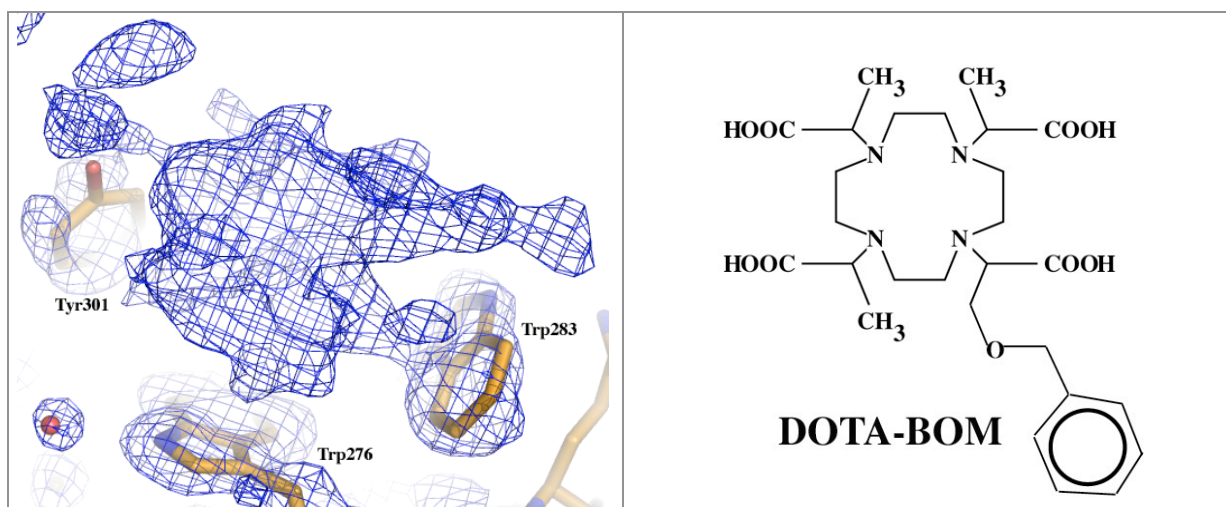 Tyr301
Trp283
Trp276
CH3 CH3
HOOC COOH
N N
N N
HOOC COOH
CH3
O
DOTA-BOM